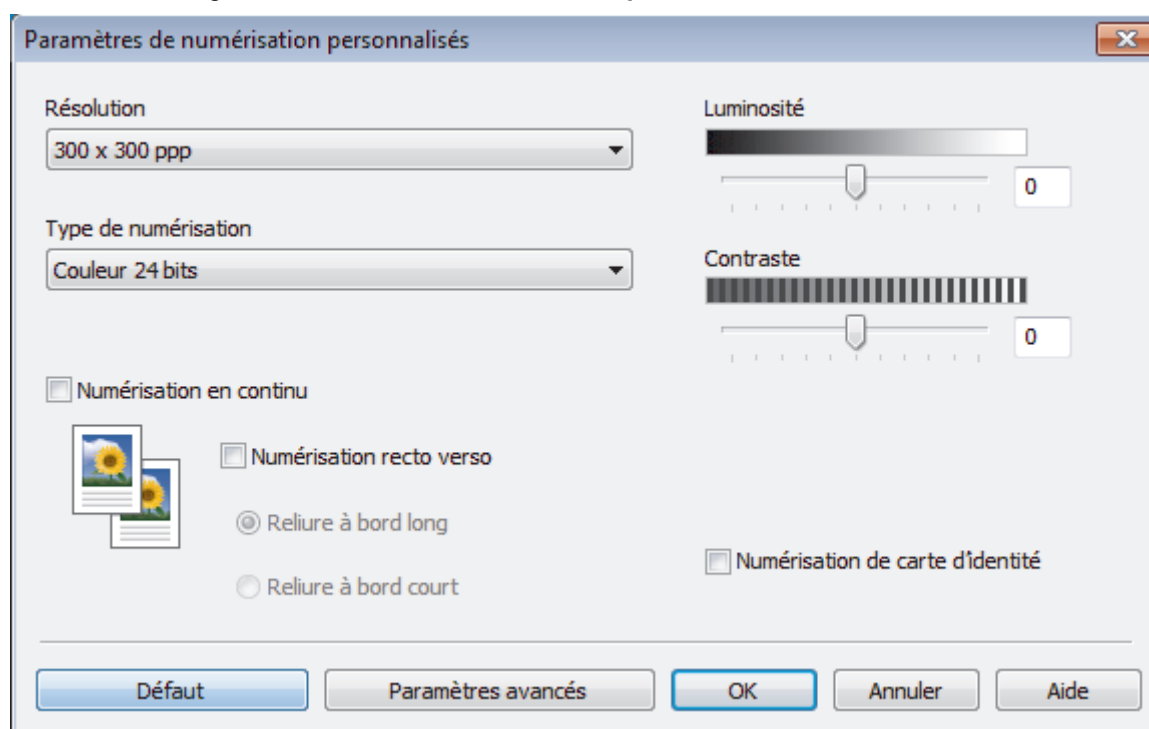 Paramètres de numérisation personnalisés
Résolution
300 x 300 ppp
Type de numérisation
Couleur 24 bits
Luminosité
0
Contraste
0
Numérisation en continu
Numérisation recto verso
Reliure à bord long
Reliure à bord court
Numérisation de carte d'identité
Défaut
Paramètres avancés
OK
Annuler
Aide